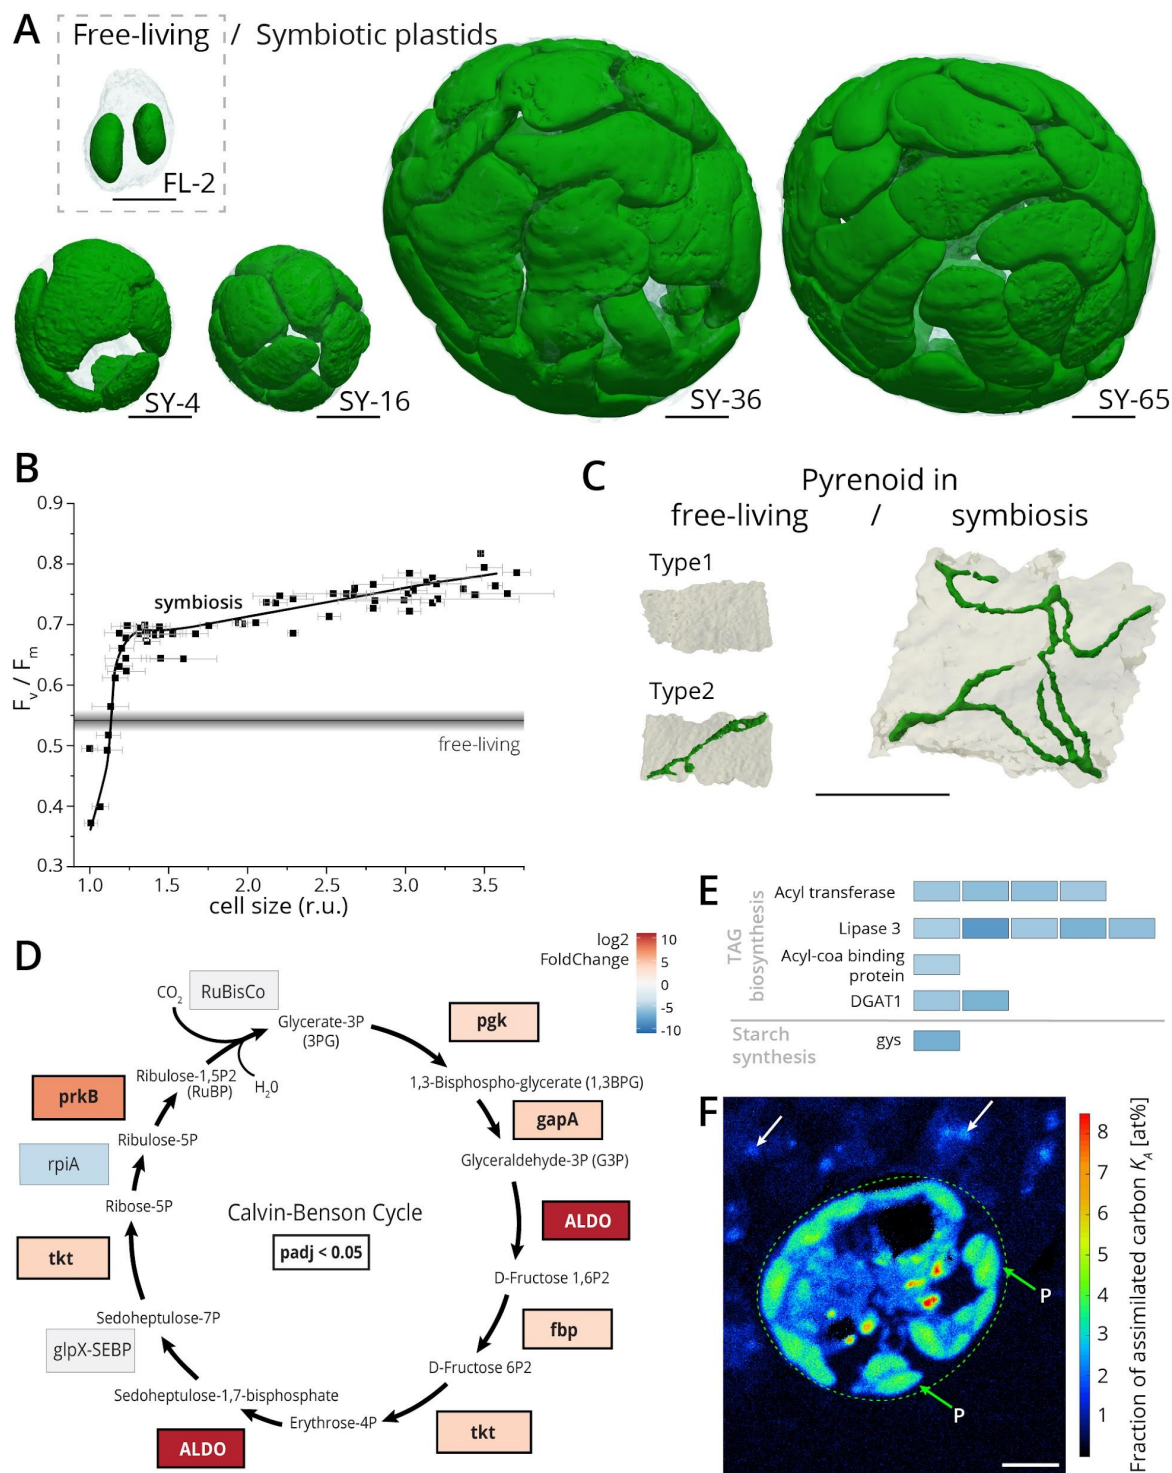 A
Free-living / Symbiotic plastids
FL-2
SY-4
SY-16
SY-36
SY-65
B
0.9
0.8
0.7
0.6
0.5
0.4
0.3
Fv / Fm
symbiosis
free-living
1.0 1.5 2.0 2.5 3.0 3.5
cell size (r.u.)
C
Pyrenoid in
free-living / symbiosis
Type1
Type2
D
log2
FoldChange
10
5
0
-5
-10
CO2
RuBisCo
Glycerate-3P
(3PG)
pgk
1,3-Bisphospho-glycerate (1,3BPG)
gapA
Glyceraldehyde-3P (G3P)
ALDO
D-Fructose 1,6P2
fbp
D-Fructose 6P2
tkt
Erythrose-4P
ALDO
Sedoheptulose-1,7-bisphosphate
glpX-SEBP
Sedoheptulose-7P
tkt
Ribose-5P
rpiA
Ribulose-5P
prkB
Ribulose-1,5P2
(RuBP)
H20
Calvin-Benson Cycle
padj < 0.05
E
TAG
biosynthesis
Acyl transferase
Lipase 3
Acyl-coa binding
protein
DGAT1
Starch
synthesis
gys
F
P
P
8
7
6
5
4
3
2
1
Fraction of assimilated carbon KA [at%]